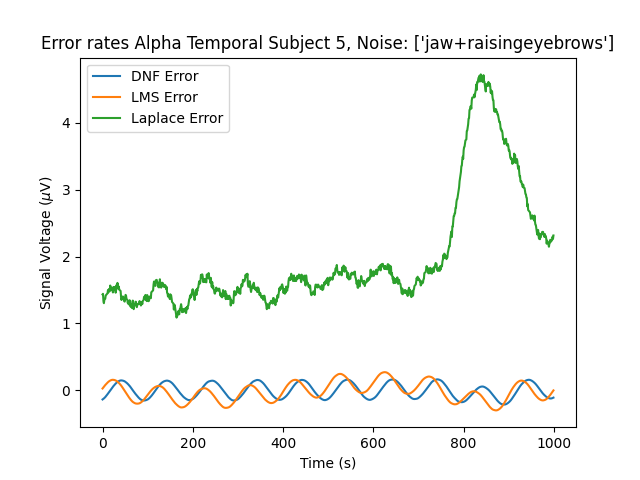 Error rates Alpha Temporal Subject 5, Noise: ['jaw+raisingeyebrows']
DNF Error
LMS Error
Laplace Error
Signal Voltage (μV)
4
3
2
1
0
0 200 400 600 800 1000
Time (s)